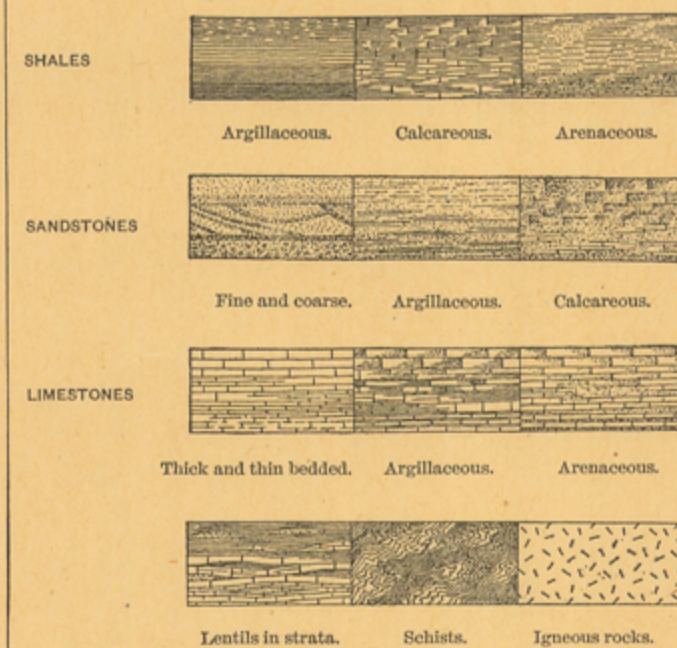 SHALES
Argillaceous. Calcareous. Arenaceous.
SANDSTONES
Fine and coarse. Argillaceous. Calcareous.
LIMESTONES
Thick and thin bedded. Argillaceous. Arenaceous.
Lentils in strata. Schists. Igneous rocks.